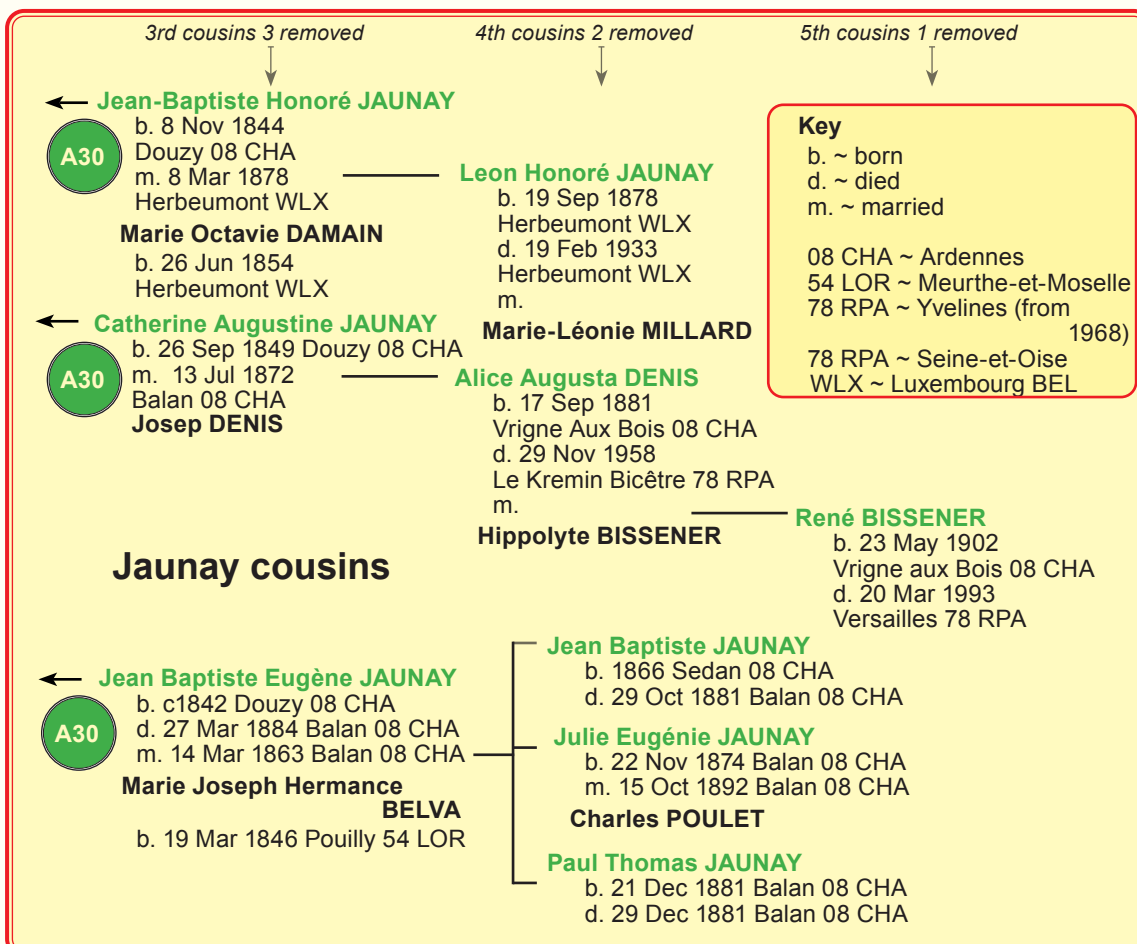 3rd cousins 3 removed
4th cousins 2 removed
5th cousins 1 removed
Jean-Baptiste Honoré JAUNAY
A30
b. 8 Nov 1844
Douzy 08 CHA
m. 8 Mar 1878
Herbeumont WLX
Marie Octavie DAMAIN
b. 26 Jun 1854
Herbeumont WLX
Leon Honoré JAUNAY
b. 19 Sep 1878
Herbeumont WLX
d. 19 Feb 1933
Herbeumont WLX
m.
Marie-Léonie MILLARD
Key
b. ~ born
d. ~ died
m. ~ married
08 CHA ~ Ardennes
54 LOR ~ Meurthe-et-Moselle
78 RPA ~ Yvelines (from
1968)
78 RPA ~ Seine-et-Oise
WLX ~ Luxembourg BEL
Catherine Augustine JAUNAY
A30
b. 26 Sep 1849 Douzy 08 CHA
m. 13 Jul 1872
Balan 08 CHA
Josep DENIS
Alice Augusta DENIS
b. 17 Sep 1881
Vrigne Aux Bois 08 CHA
d. 29 Nov 1958
Le Kremin Bicêtre 78 RPA
m.
Hippolyte BISSENER
René BISSENER
b. 23 May 1902
Vrigne aux Bois 08 CHA
d. 20 Mar 1993
Versailles 78 RPA
Jaunay cousins
Jean Baptiste Eugène JAUNAY
A30
b. c1842 Douzy 08 CHA
d. 27 Mar 1884 Balan 08 CHA
m. 14 Mar 1863 Balan 08 CHA
Marie Joseph Hermance
BELVA
b. 19 Mar 1846 Pouilly 54 LOR
Jean Baptiste JAUNAY
b. 1866 Sedan 08 CHA
d. 29 Oct 1881 Balan 08 CHA
Julie Eugénie JAUNAY
b. 22 Nov 1874 Balan 08 CHA
m. 15 Oct 1892 Balan 08 CHA
Charles POULET
Paul Thomas JAUNAY
b. 21 Dec 1881 Balan 08 CHA
d. 29 Dec 1881 Balan 08 CHA